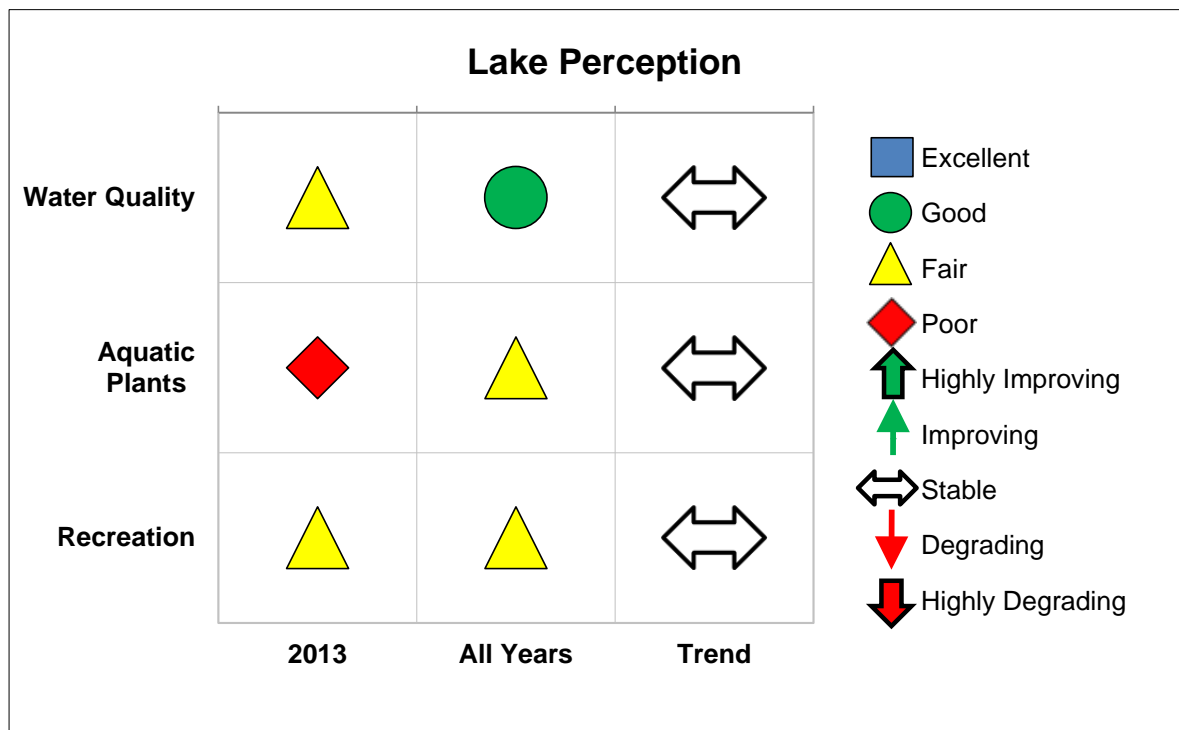 Lake Perception
Water Quality
Aquatic
Plants
Recreation
2013
All Years
Trend
Excellent
Good
Fair
Poor
Highly Improving
Improving
Stable
Degrading
Highly Degrading